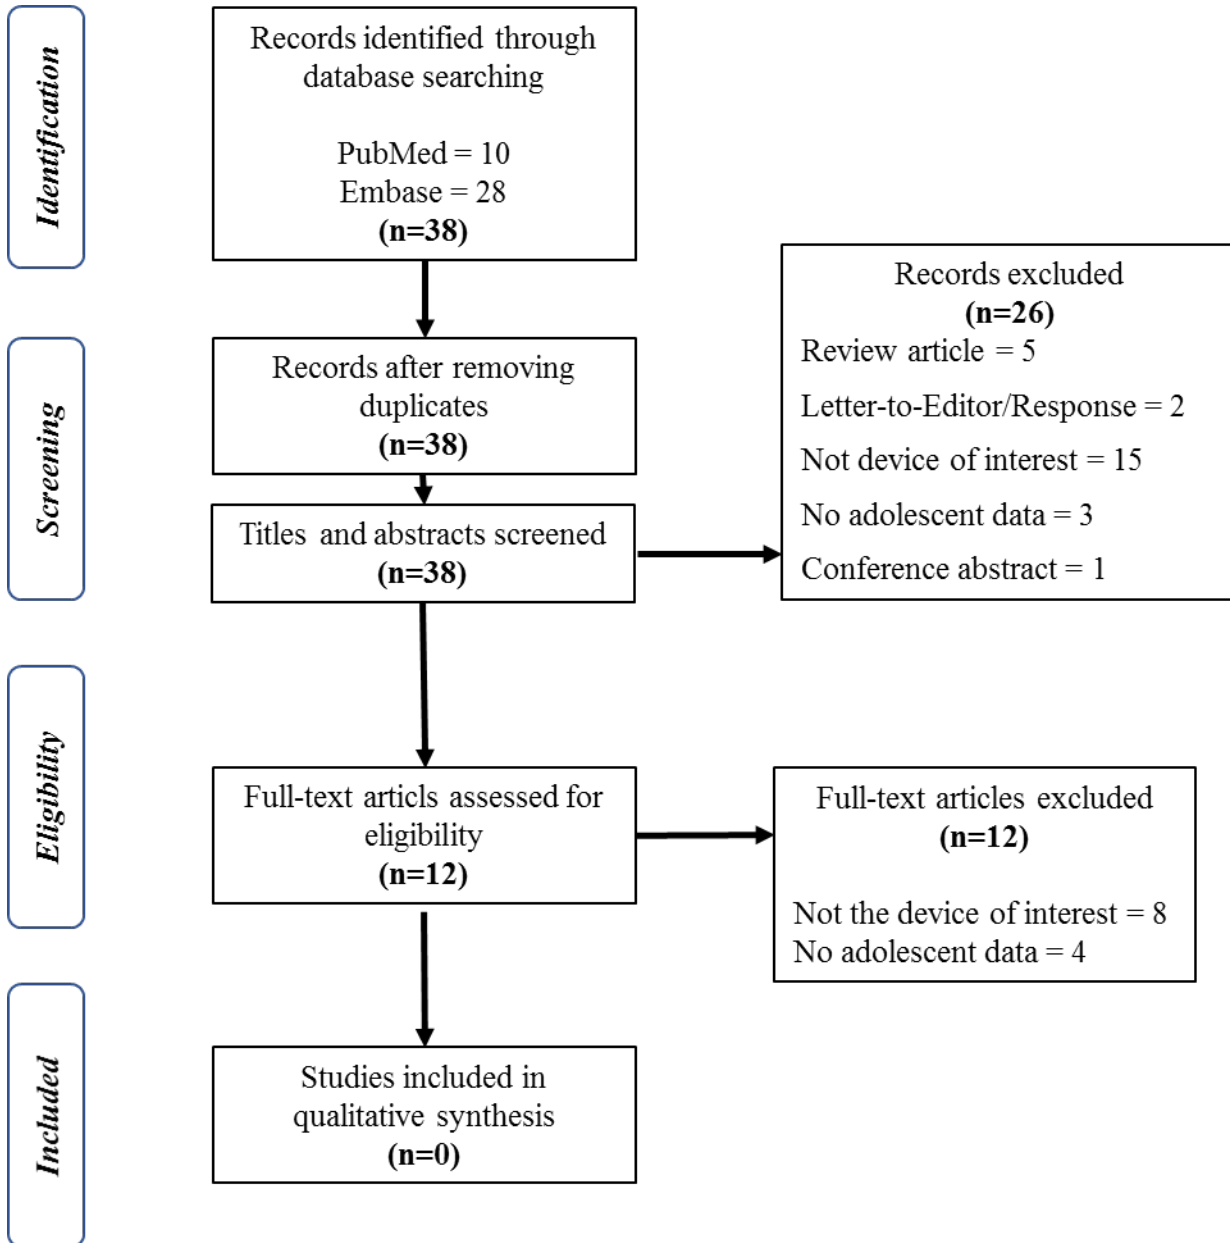 Identification
Records identified through
database searching
PubMed = 10
Embase = 28
(n=38)
Screening
Records after removing
duplicates
(n=38)
Titles and abstracts screened
(n=38)
Records excluded
(n=26)
Review article = 5
Letter-to-Editor/Response = 2
Not device of interest = 15
No adolescent data = 3
Conference abstract = 1
Eligibility
Full-text articls assessed for
eligibility
(n=12)
Full-text articles excluded
(n=12)
Not the device of interest = 8
No adolescent data = 4
Included
Studies included in
qualitative synthesis
(n=0)